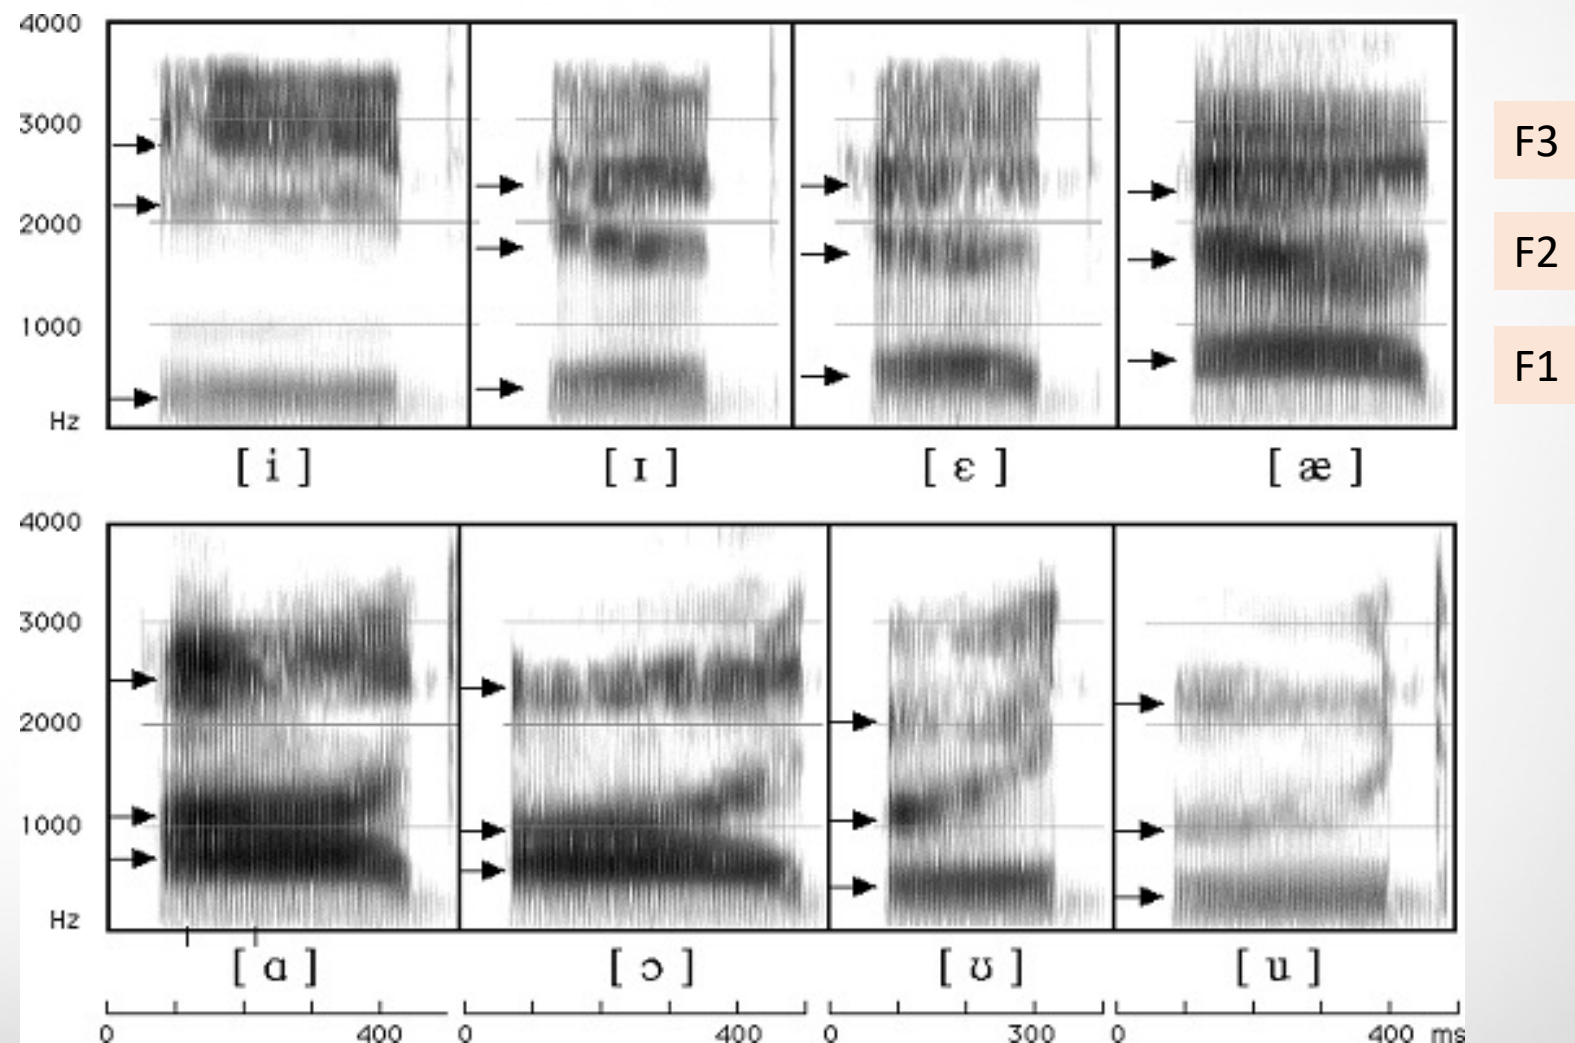 4000
3000
2000
1000
Hz
F3
F2
F1
[ i ] [ ɪ ] [ ɛ ] [ æ ]
4000
3000
2000
1000
Hz
[ ɑ ] [ ɔ ] [ ʊ ] [ u ]
0 400 0 400 0 300 0 400 ms